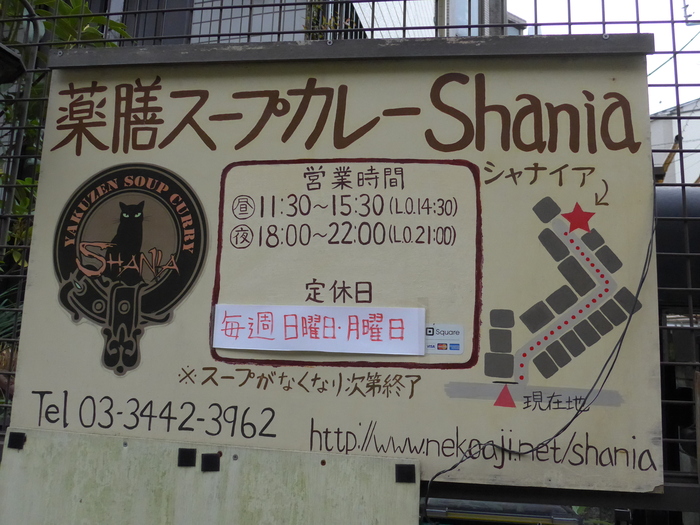 薬膳スープカレーShania
シャナイア
YAKUZEN SOUP CURRY
SHANIA
営業時間
昼 11:30〜15:30(L.O.14:30)
夜 18:00〜22:00(L.O.21:00)
定休日
毎週 日曜日・月曜日
Square
VISA
※スープがなくなり次第終了
現在地
Tel 03-3442-3962
http://www.nekoaji.net/shania